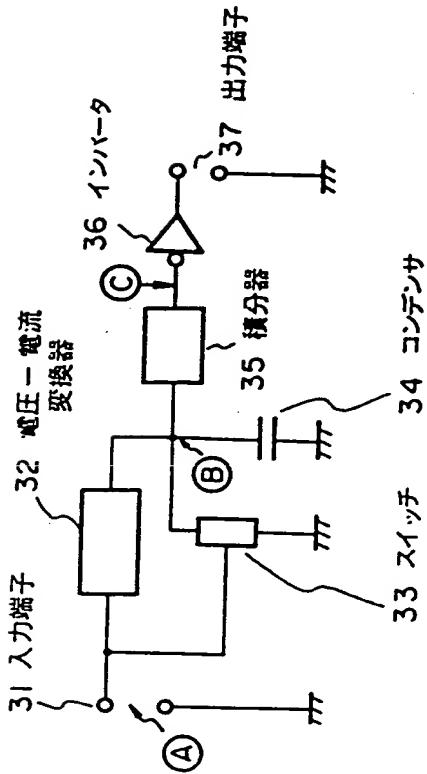 31 入力端子
32 電圧ー電流
変換器
33 スイッチ
34 コンデンサ
35 積分器
36 インバータ
37 出力端子
A
B
C